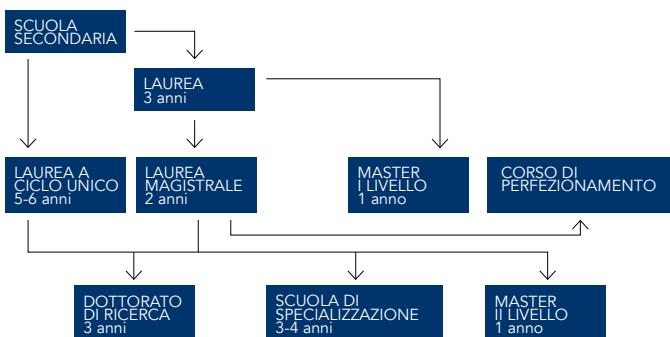 SCUOLA
SECONDARIA
LAUREA
3 anni
LAUREA A
CICLO UNICO
5-6 anni
LAUREA
MAGISTRALE
2 anni
MASTER
I LIVELLO
1 anno
CORSO DI
PERFEZIONAMENTO
DOTTORATO
DI RICERCA
3 anni
SCUOLA DI
SPECIALIZZAZIONE
3-4 anni
MASTER
II LIVELLO
1 anno